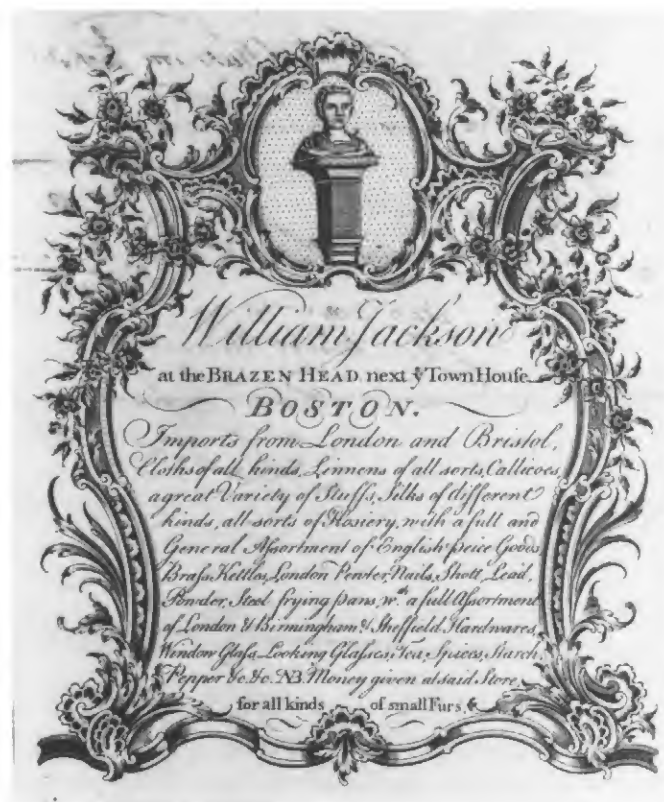 William Jackson
at the BRAZEN HEAD next yͤ Town House
BOSTON.
Imports from London and Bristol,
Cloths of all kinds, Linnens of all sorts, Callicoes,
a great Variety of Stuffs, Silks of different
kinds, all sorts of Hosiery, with a full and
General Aſsortment of English peice Goods
Braſs Kettles, London Pewter, Nails, Shott, Lead,
Powder, Steel, frying pans, wᵗʰ a full Aſsortment
of London & Birmingham & Sheffield Hardwares,
Window Glaſs, Looking Glaſses, Tea, Spices, Starch,
Pepper &c. &c. NB. Money given at said Store,
for all kinds of small Furs,